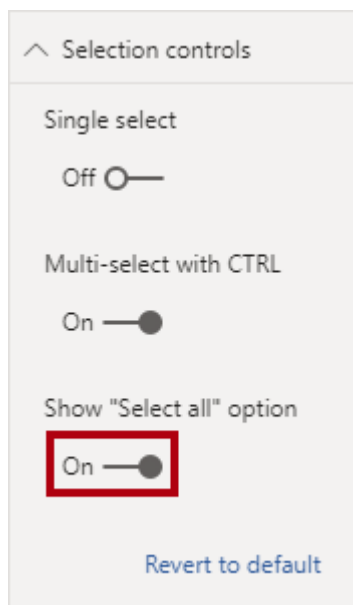 Selection controls
Single select
Off
Multi-select with CTRL
On
Show "Select all" option
On
Revert to default